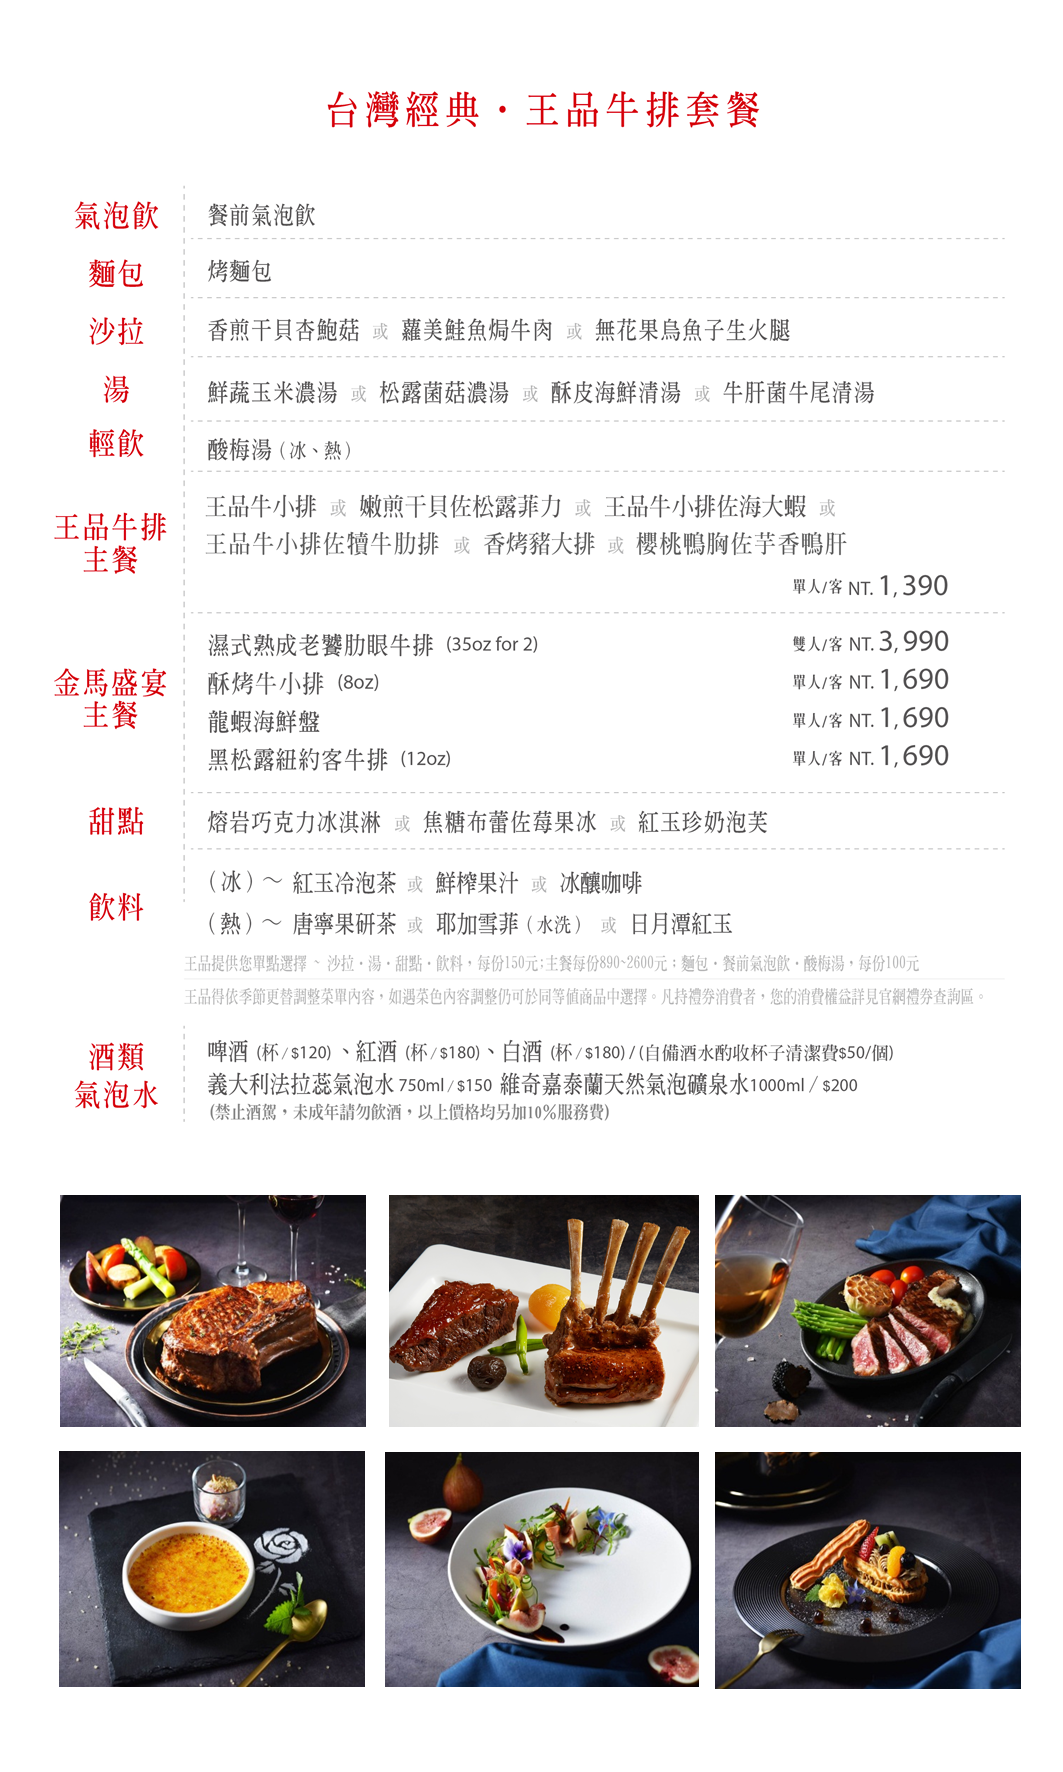 台灣經典・王品牛排套餐
氣泡飲
餐前氣泡飲
麵包
烤麵包
沙拉
香煎干貝杏鮑菇 或 蘿美鮭魚焗牛肉 或 無花果烏魚子生火腿
湯
鮮蔬玉米濃湯 或 松露菌菇濃湯 或 酥皮海鮮清湯 或 牛肝菌牛尾清湯
輕飲
酸梅湯(冰、熱)
王品牛排
主餐
王品牛小排 或 嫩煎干貝佐松露菲力 或 王品牛小排佐海大蝦 或
王品牛小排佐犢牛肋排 或 香烤豬大排 或 櫻桃鴨胸佐芋香鴨肝
單人/客 NT. 1,390
金馬盛宴
主餐
濕式熟成老饕肋眼牛排 (35oz for 2) 雙人/客 NT. 3,990
酥烤牛小排 (8oz) 單人/客 NT. 1,690
龍蝦海鮮盤 單人/客 NT. 1,690
黑松露紐約客牛排 (12oz) 單人/客 NT. 1,690
甜點
熔岩巧克力冰淇淋 或 焦糖布蕾佐莓果冰 或 紅玉珍奶泡芙
飲料
(冰)～ 紅玉冷泡茶 或 鮮榨果汁 或 冰釀咖啡
(熱)～ 唐寧果研茶 或 耶加雪菲(水洗) 或 日月潭紅玉
王品提供您單點選擇 ~ 沙拉・湯・甜點・飲料，每份150元;主餐每份890~2600元；麵包・餐前氣泡飲・酸梅湯，每份100元
王品得依季節更替調整菜單內容，如遇菜色內容調整仍可於同等値商品中選擇。凡持禮券消費者，您的消費權益詳見官網禮券查詢區。
酒類
氣泡水
啤酒 (杯/$120) 、紅酒 (杯/$180)、白酒 (杯/$180) / (自備酒水酌收杯子清潔費$50/個)
義大利法拉蕊氣泡水 750ml / $150 維奇嘉泰蘭天然氣泡礦泉水1000ml / $200
(禁止酒駕，未成年請勿飲酒，以上價格均另加10%服務費)